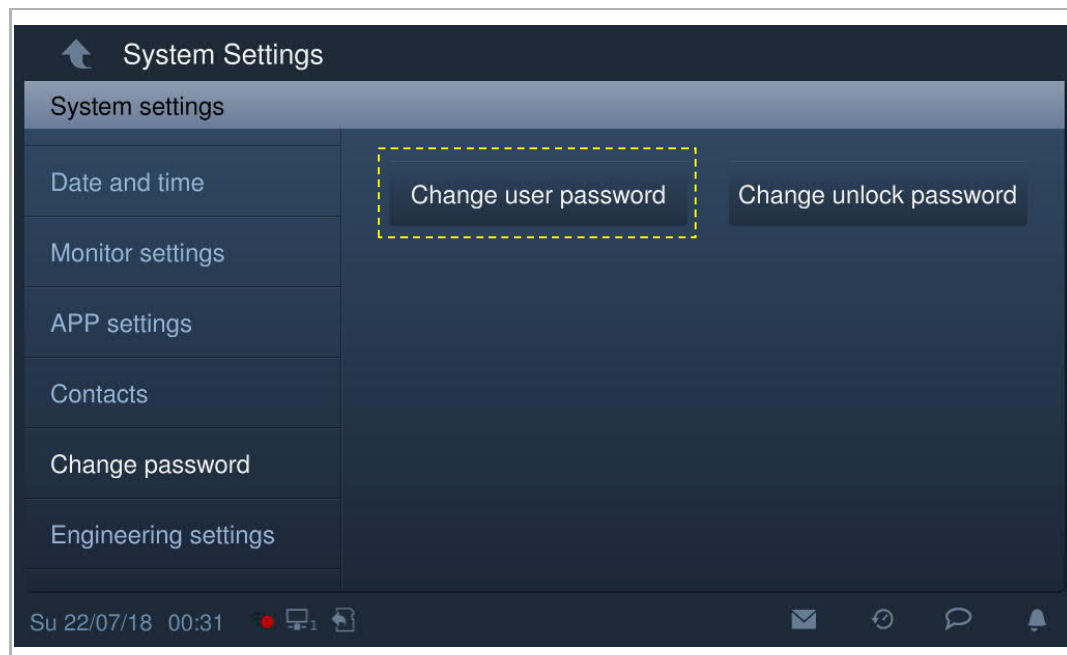 System Settings
System settings
Date and time
Monitor settings
APP settings
Contacts
Change password
Engineering settings
Change user password
Change unlock password
Su 22/07/18 00:31
1